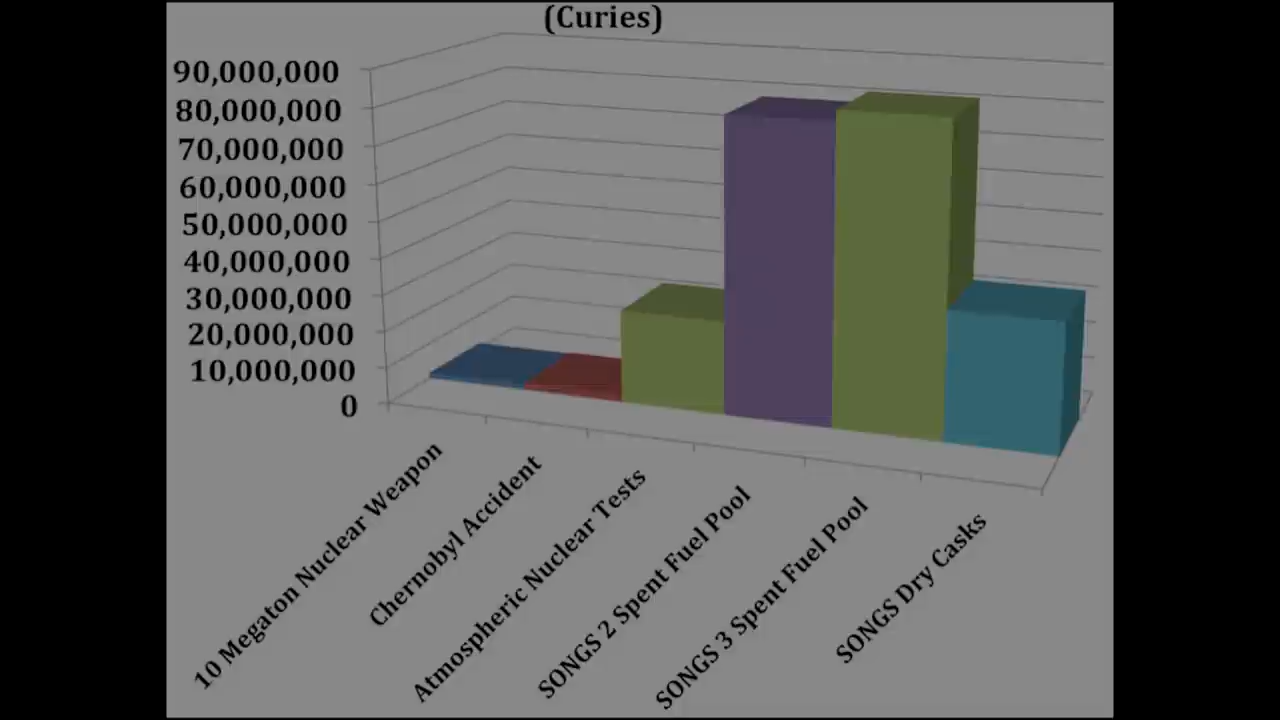 (Curies)
90,000,000
80,000,000
70,000,000
60,000,000
50,000,000
40,000,000
30,000,000
20,000,000
10,000,000
0
10 Megaton Nuclear Weapon
Chernobyl Accident
Atmospheric Nuclear Tests
SONGS 2 Spent Fuel Pool
SONGS 3 Spent Fuel Pool
SONGS Dry Casks